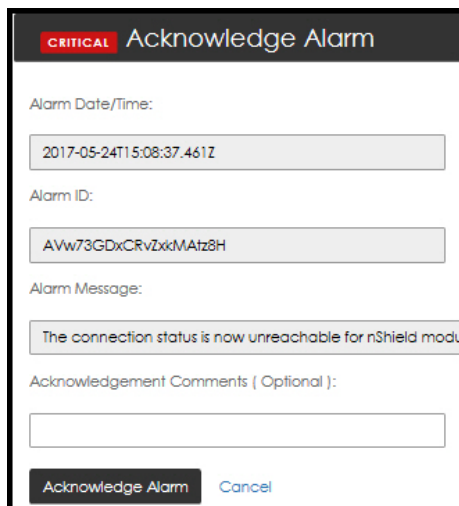 CRITICAL Acknowledge Alarm
Alarm Date/Time:
2017-05-24T15:08:37.461Z
Alarm ID:
AVw73GDxCRvZxkMAtz8H
Alarm Message:
The connection status is now unreachable for nShield modu
Acknowledgement Comments ( Optional ):
Acknowledge Alarm Cancel